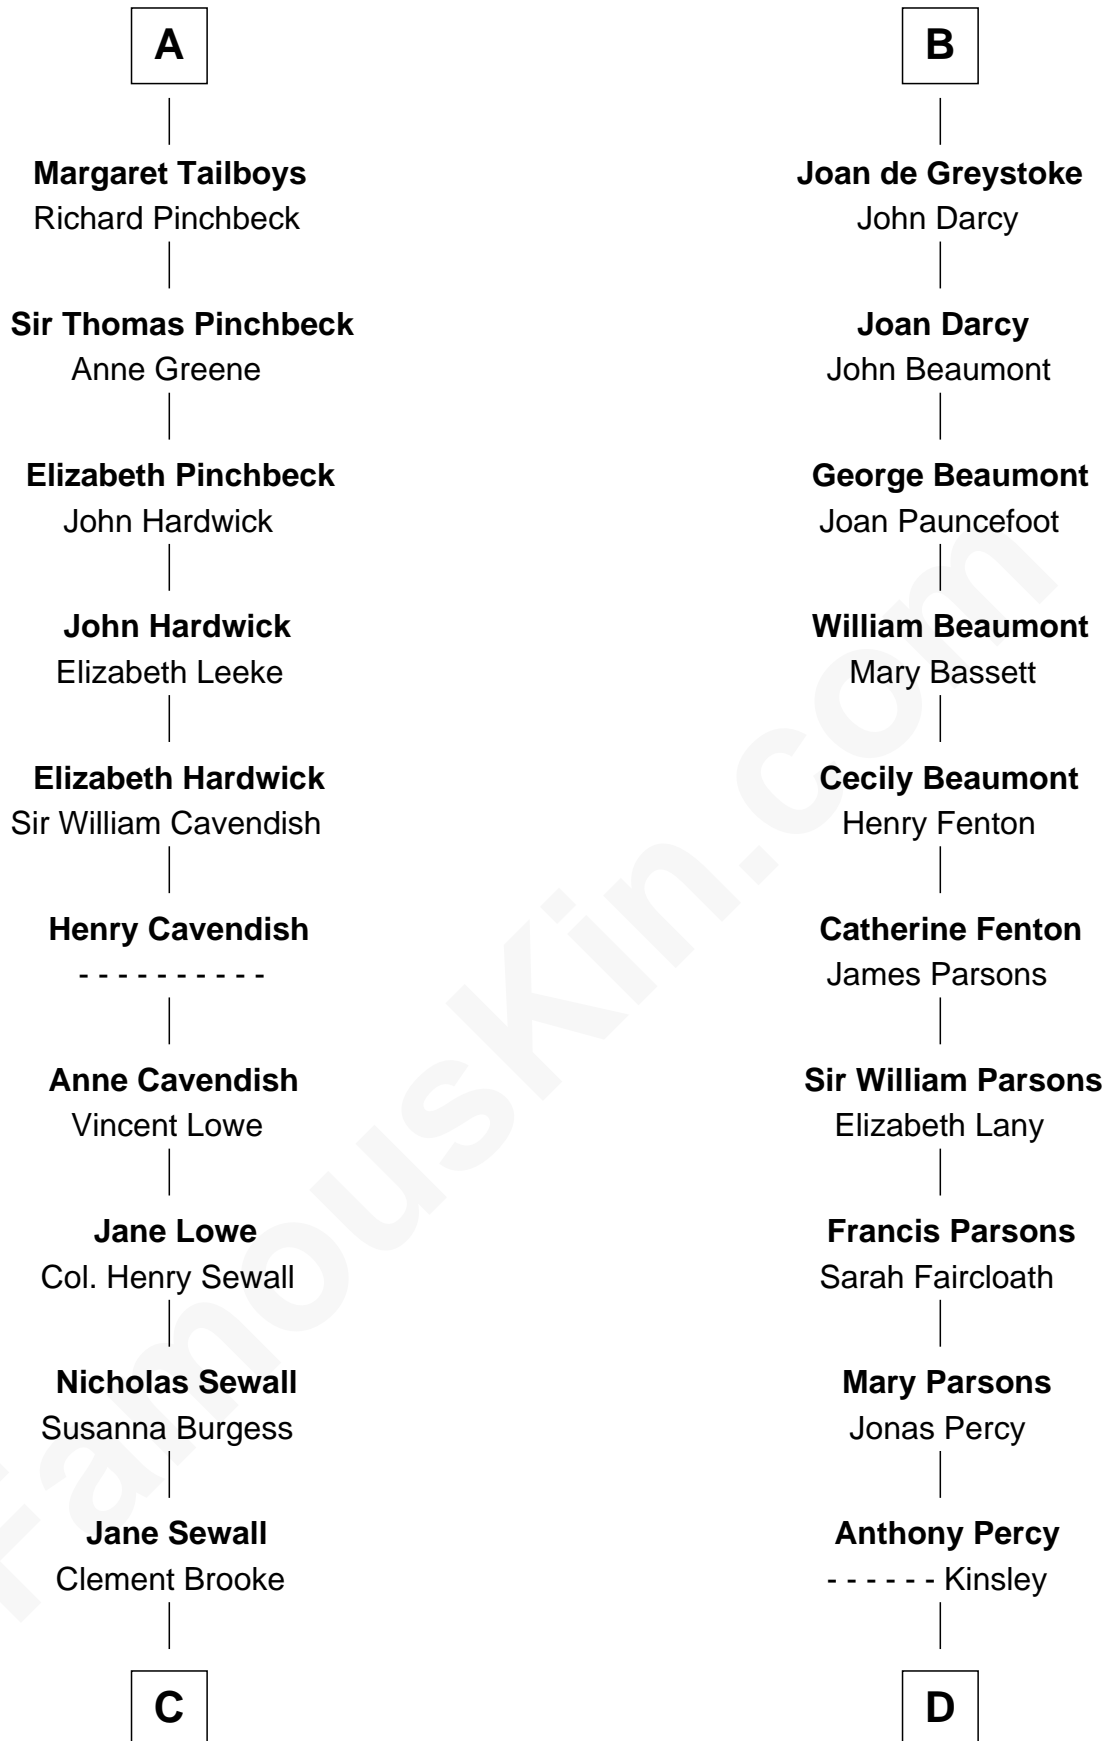 A
Margaret Tailboys
Richard Pinchbeck
Sir Thomas Pinchbeck
Anne Greene
Elizabeth Pinchbeck
John Hardwick
John Hardwick
Elizabeth Leeke
Elizabeth Hardwick
Sir William Cavendish
Henry Cavendish
- - - - - - - - - -
Anne Cavendish
Vincent Lowe
Jane Lowe
Col. Henry Sewall
Nicholas Sewall
Susanna Burgess
Jane Sewall
Clement Brooke
C
B
Joan de Greystoke
John Darcy
Joan Darcy
John Beaumont
George Beaumont
Joan Pauncefoot
William Beaumont
Mary Bassett
Cecily Beaumont
Henry Fenton
Catherine Fenton
James Parsons
Sir William Parsons
Elizabeth Lany
Francis Parsons
Sarah Faircloath
Mary Parsons
Jonas Percy
Anthony Percy
- - - - - - Kinsley
D
FamousKin.com